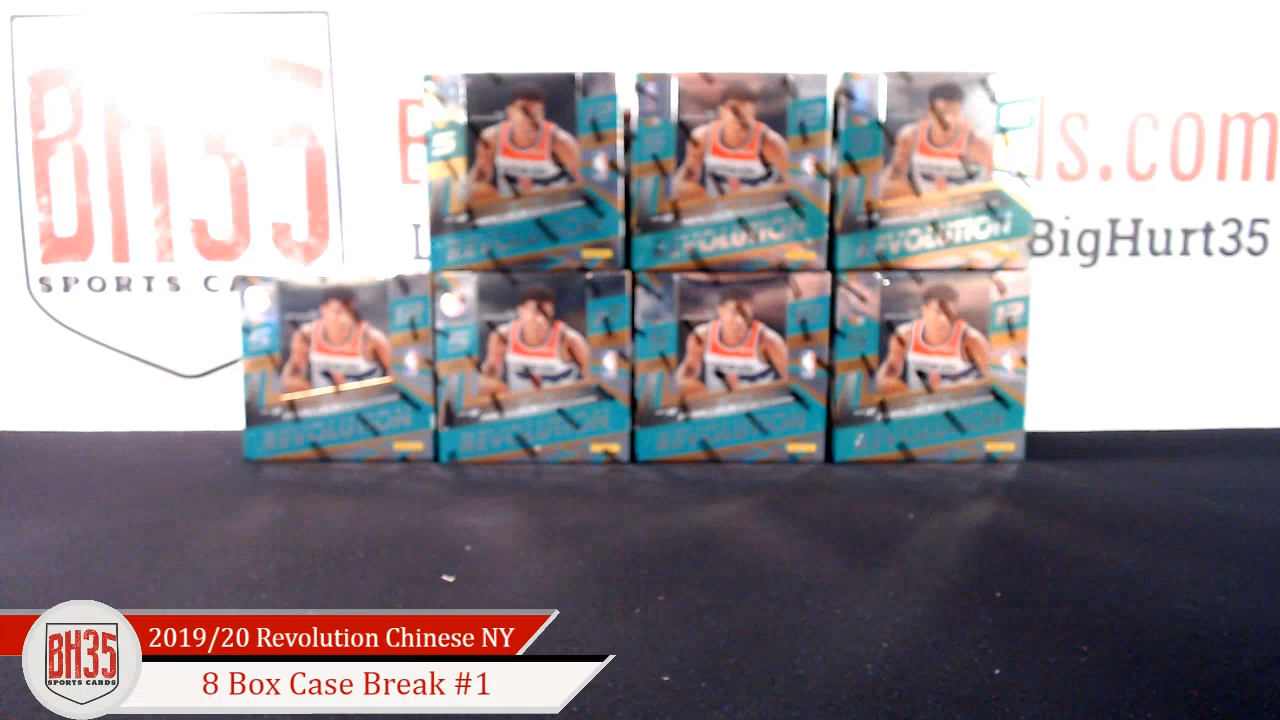 BH35
SPORTS CA
ds.com
BigHurt35
REVOLUTION
REVOLUTION
REVOLUTION
REVOLUTION
REVOLUTION
REVOLUTION
REVOLUTION
BH35
SPORTS CARDS
2019/20 Revolution Chinese NY
8 Box Case Break #1